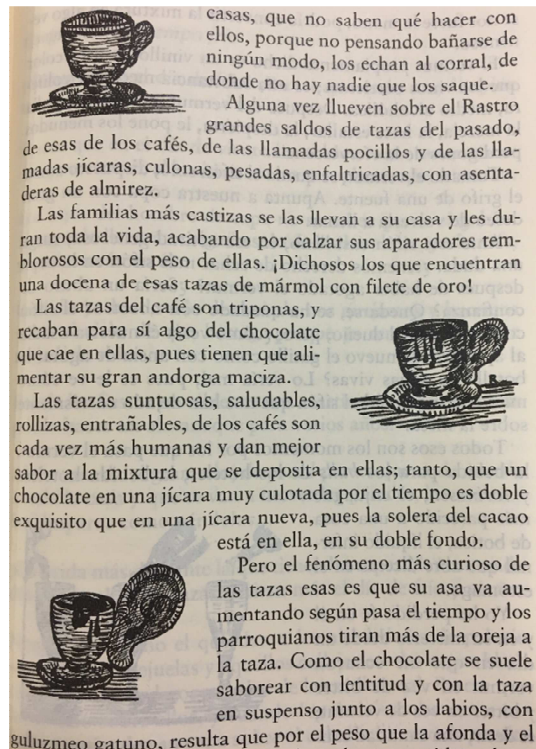 casas, que no saben qué hacer con
ellos, porque no pensando bañarse de
ningún modo, los echan al corral, de
donde no hay nadie que los saque.
Alguna vez llueven sobre el Rastro
grandes saldos de tazas del pasado,
de esas de los cafés, de las llamadas pocillos y de las lla-
madas jícaras, culonas, pesadas, enfaltricadas, con asenta-
deras de almirez.
Las familias más castizas se las llevan a su casa y les du-
ran toda la vida, acabando por calzar sus aparadores tem-
blorosos con el peso de ellas. ¡Dichosos los que encuentran
una docena de esas tazas de mármol con filete de oro!
Las tazas del café son triponas, y
recaban para sí algo del chocolate
que cae en ellas, pues tienen que ali-
mentar su gran andorga maciza.
Las tazas suntuosas, saludables,
rollizas, entrañables, de los cafés son
cada vez más humanas y dan mejor
sabor a la mixtura que se deposita en ellas; tanto, que un
chocolate en una jícara muy culotada por el tiempo es doble
exquisito que en una jícara nueva, pues la solera del cacao
está en ella, en su doble fondo.
Pero el fenómeno más curioso de
las tazas esas es que su asa va au-
mentando según pasa el tiempo y los
parroquianos tiran más de la oreja a
la taza. Como el chocolate se suele
saborear con lentitud y con la taza
en suspenso junto a los labios, con
guluzmeo gatuno, resulta que por el peso que la afonda y el